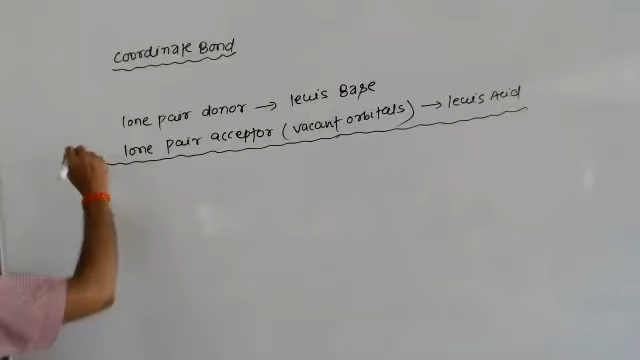 Coordinate Bond
lone pair donor → lewis Base
lone pair acceptor (vacant orbitals) → lewis Acid